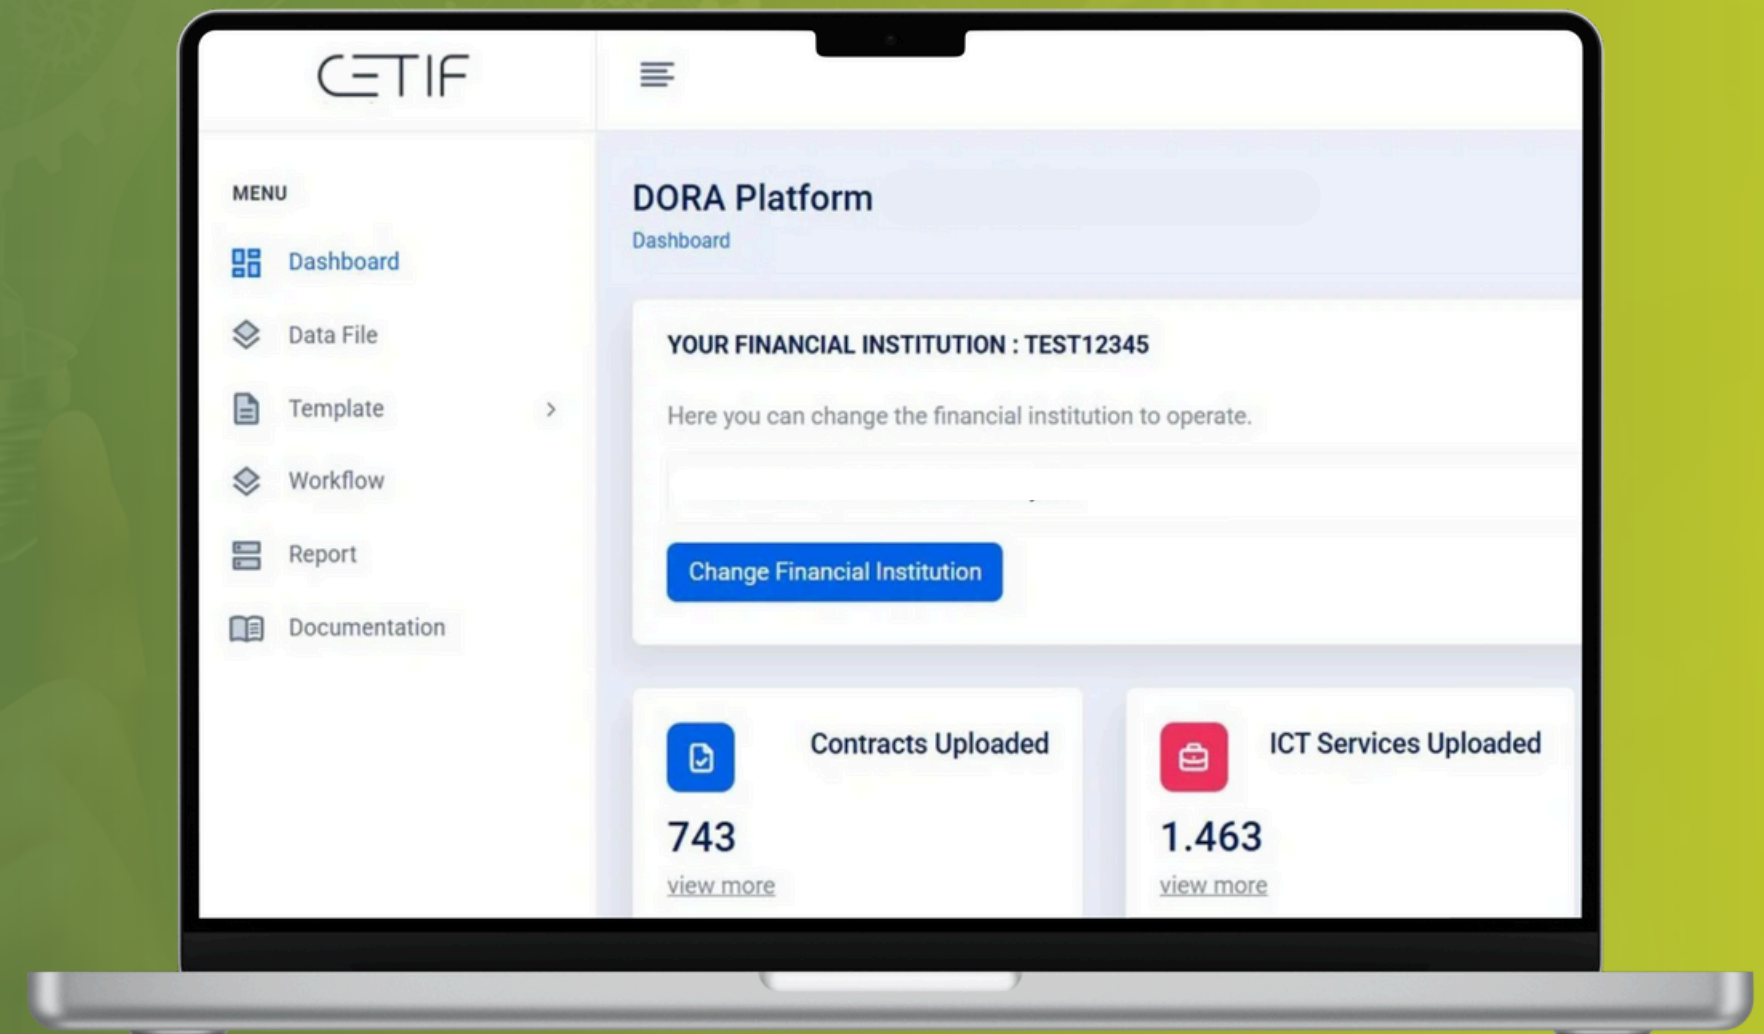 CETIF
MENU
Dashboard
Data File
Template
Workflow
Report
Documentation
DORA Platform
Dashboard
YOUR FINANCIAL INSTITUTION : TEST12345
Here you can change the financial institution to operate.
Change Financial Institution
Contracts Uploaded
743
view more
ICT Services Uploaded
1.463
view more